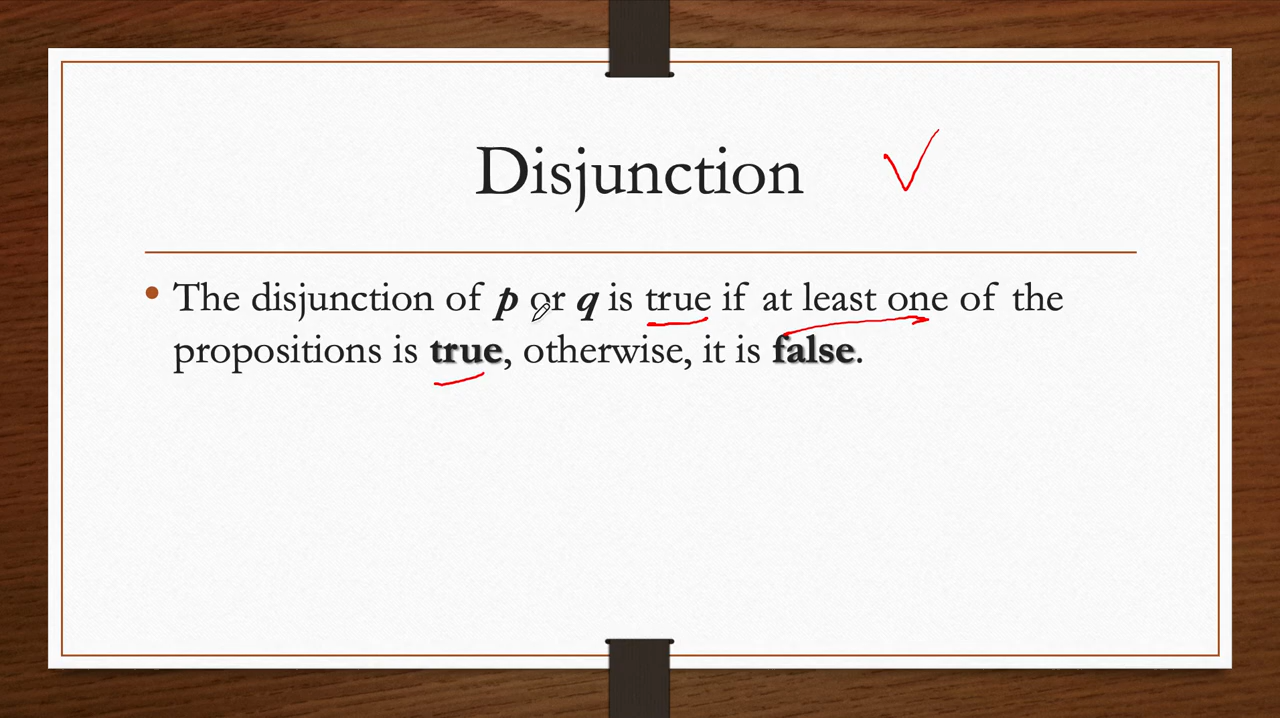 Disjunction ∨
• The disjunction of p or q is true if at least one of the
propositions is true, otherwise, it is false.